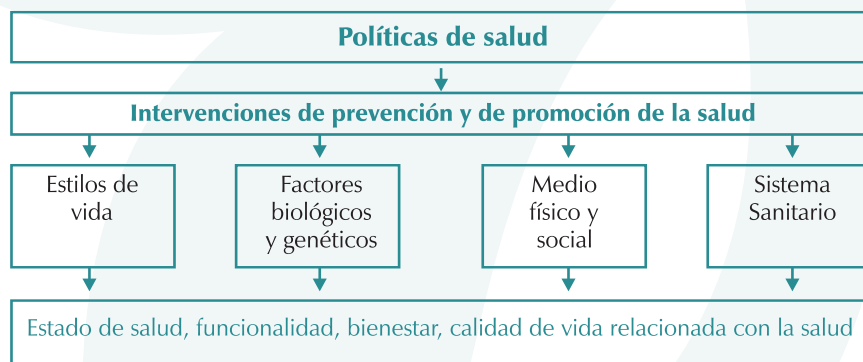 Políticas de salud
Intervenciones de prevención y de promoción de la salud
Estilos de
vida
Factores
biológicos
y genéticos
Medio
físico y
social
Sistema
Sanitario
Estado de salud, funcionalidad, bienestar, calidad de vida relacionada con la salud